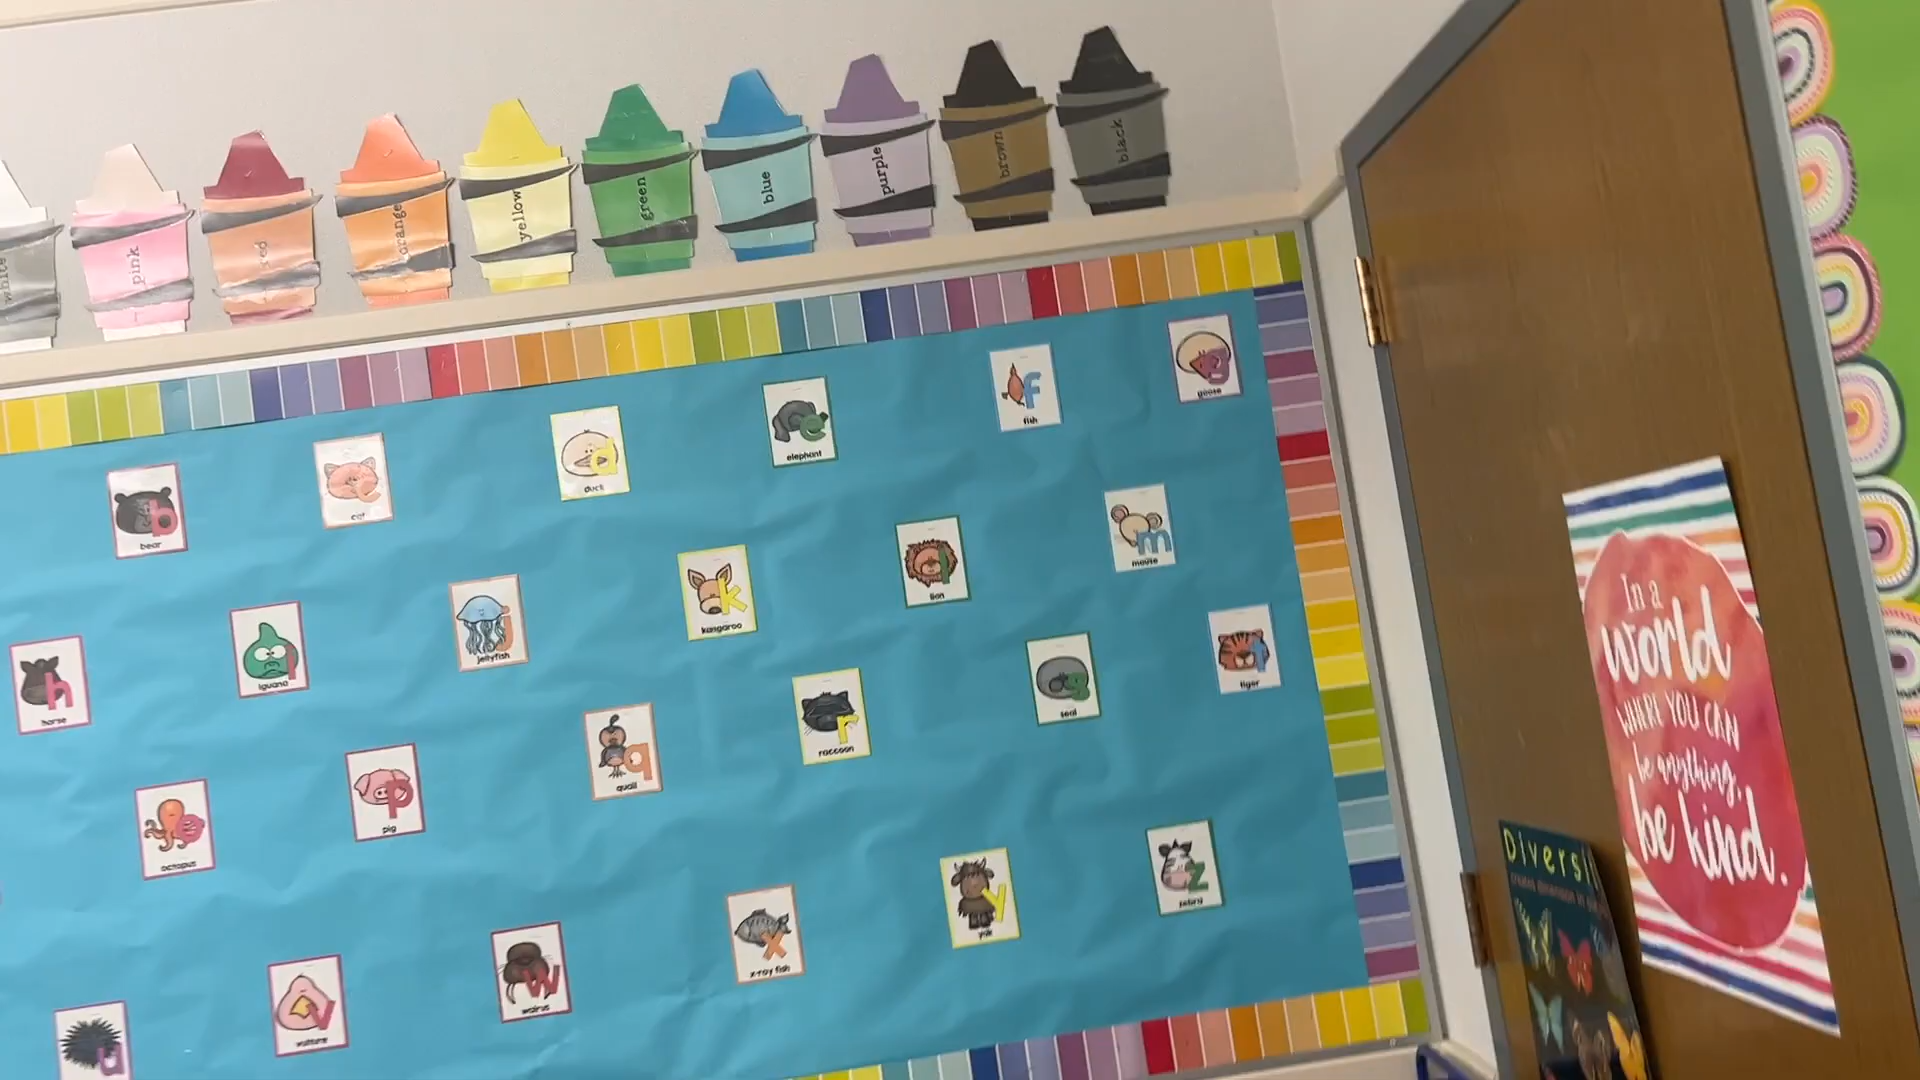 white
pink
red
orange
yellow
green
blue
purple
brown
black
b
bear
c
cat
d
duck
e
elephant
f
fish
g
goose
h
horse
i
iguana
j
jellyfish
k
kangaroo
l
lion
m
mouse
octopus
p
pig
q
quail
r
raccoon
s
seal
t
tiger
u
v
vulture
w
walrus
x
x-ray fish
y
yak
z
zebra
In a
world
WHERE YOU CAN
be anything,
be kind.
Diversi